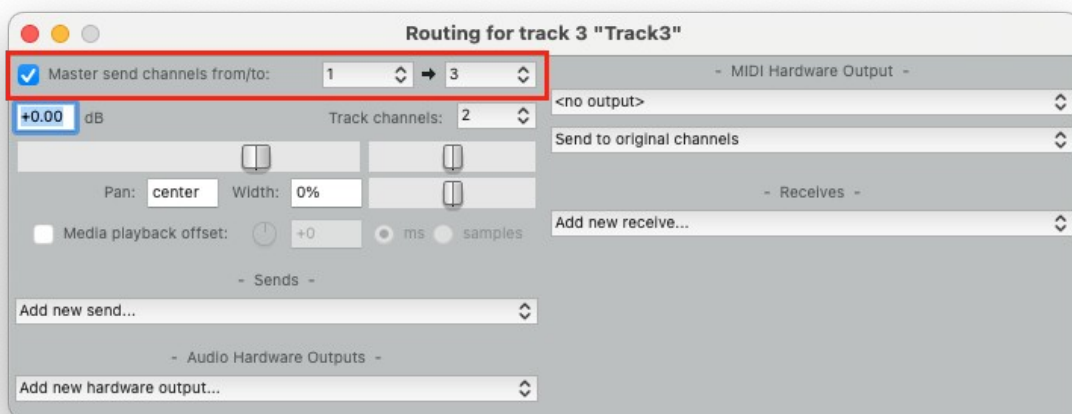 Routing for track 3 "Track3"
Master send channels from/to: 1 → 3
+0.00 dB Track channels: 2
Pan: center Width: 0%
Media playback offset: +0 ms samples
- Sends -
Add new send...
- Audio Hardware Outputs -
Add new hardware output...
- MIDI Hardware Output -
<no output>
Send to original channels
- Receives -
Add new receive...